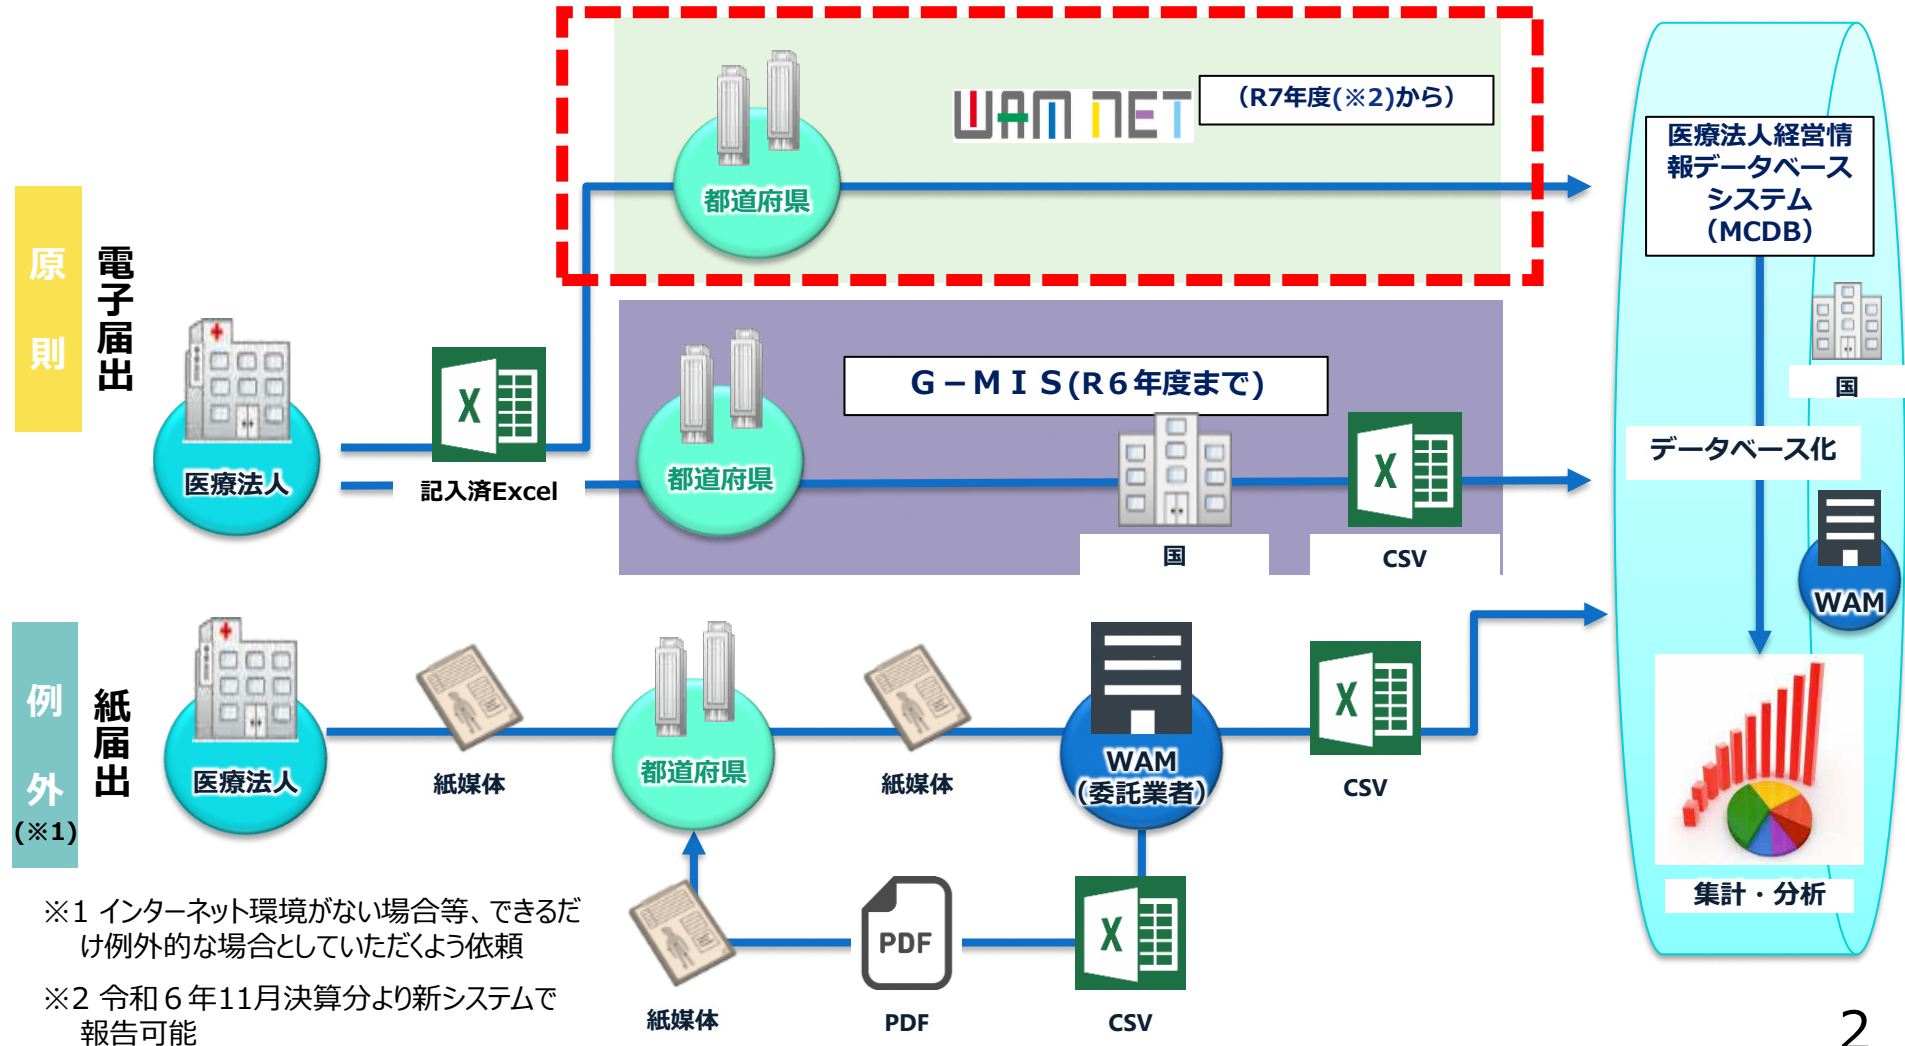 原則
電子届出
都道府県
WAM NET
（R7年度(※2)から）
医療法人
記入済Excel
都道府県
Ｇ－ＭＩＳ(R６年度まで)
国
CSV
例外
(※1)
紙届出
医療法人
紙媒体
都道府県
紙媒体
WAM
（委託業者）
CSV
紙媒体
PDF
PDF
CSV
医療法人経営情
報データベース
システム
（MCDB）
国
データベース化
WAM
集計・分析
※1 インターネット環境がない場合等、できるだ
け例外的な場合としていただくよう依頼
※2 令和６年11月決算分より新システムで
報告可能
2